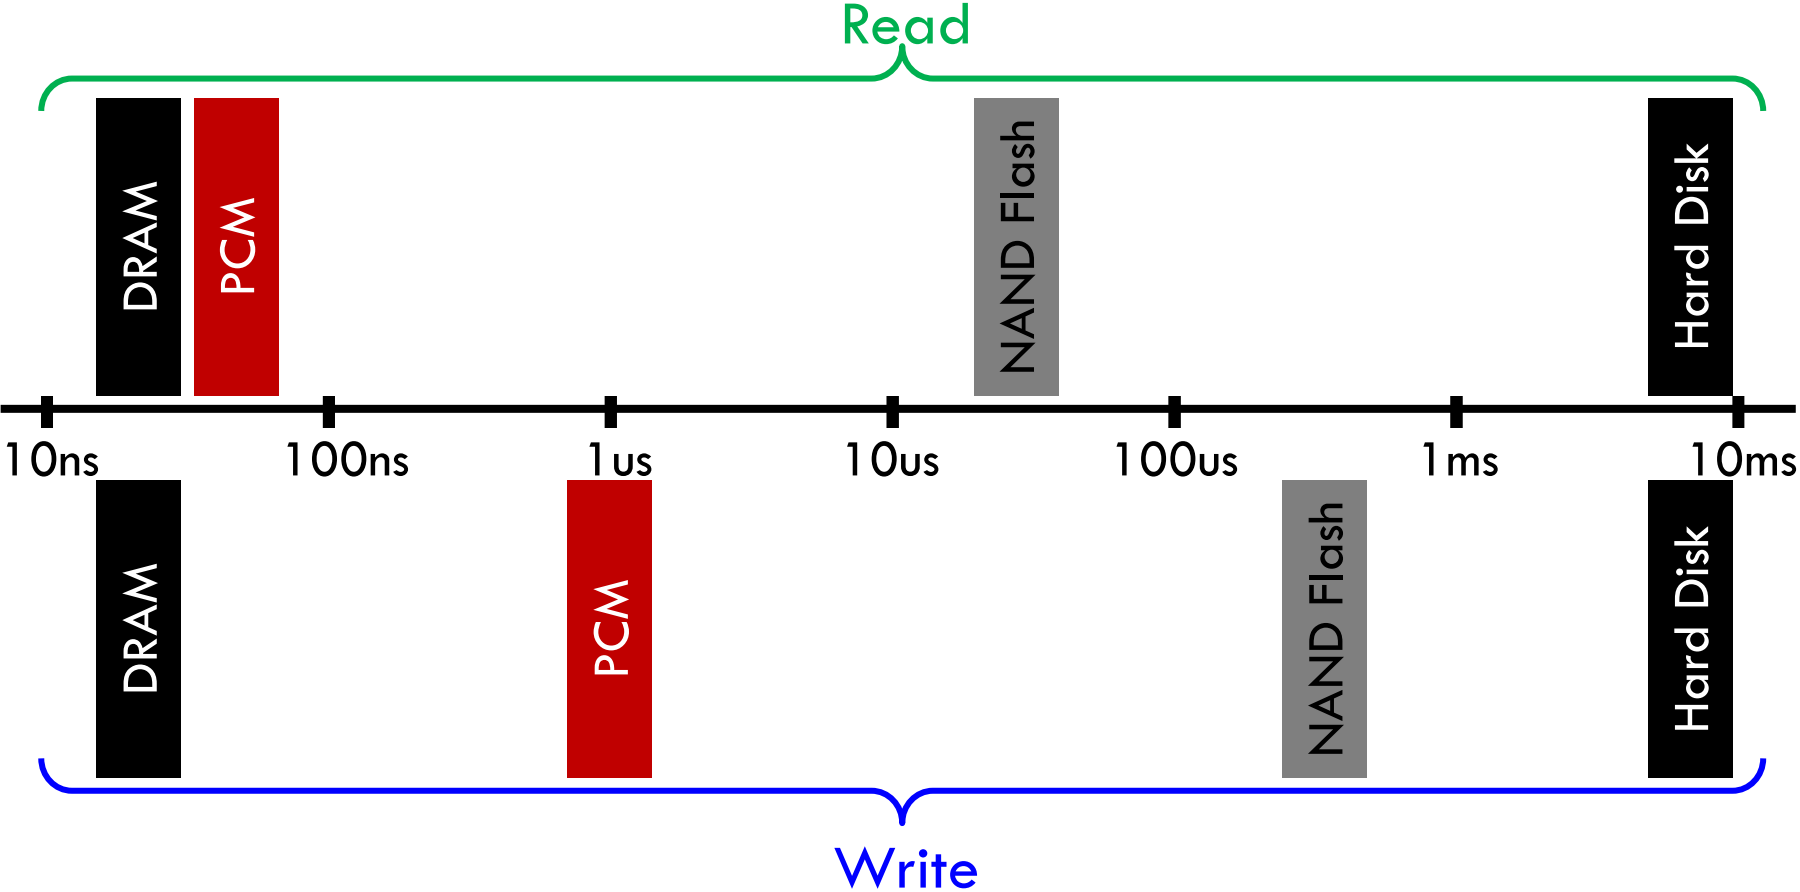 Read
DRAM
PCM
NAND Flash
Hard Disk
10ns 100ns 1us 10us 100us 1ms 10ms
DRAM
PCM
NAND Flash
Hard Disk
Write